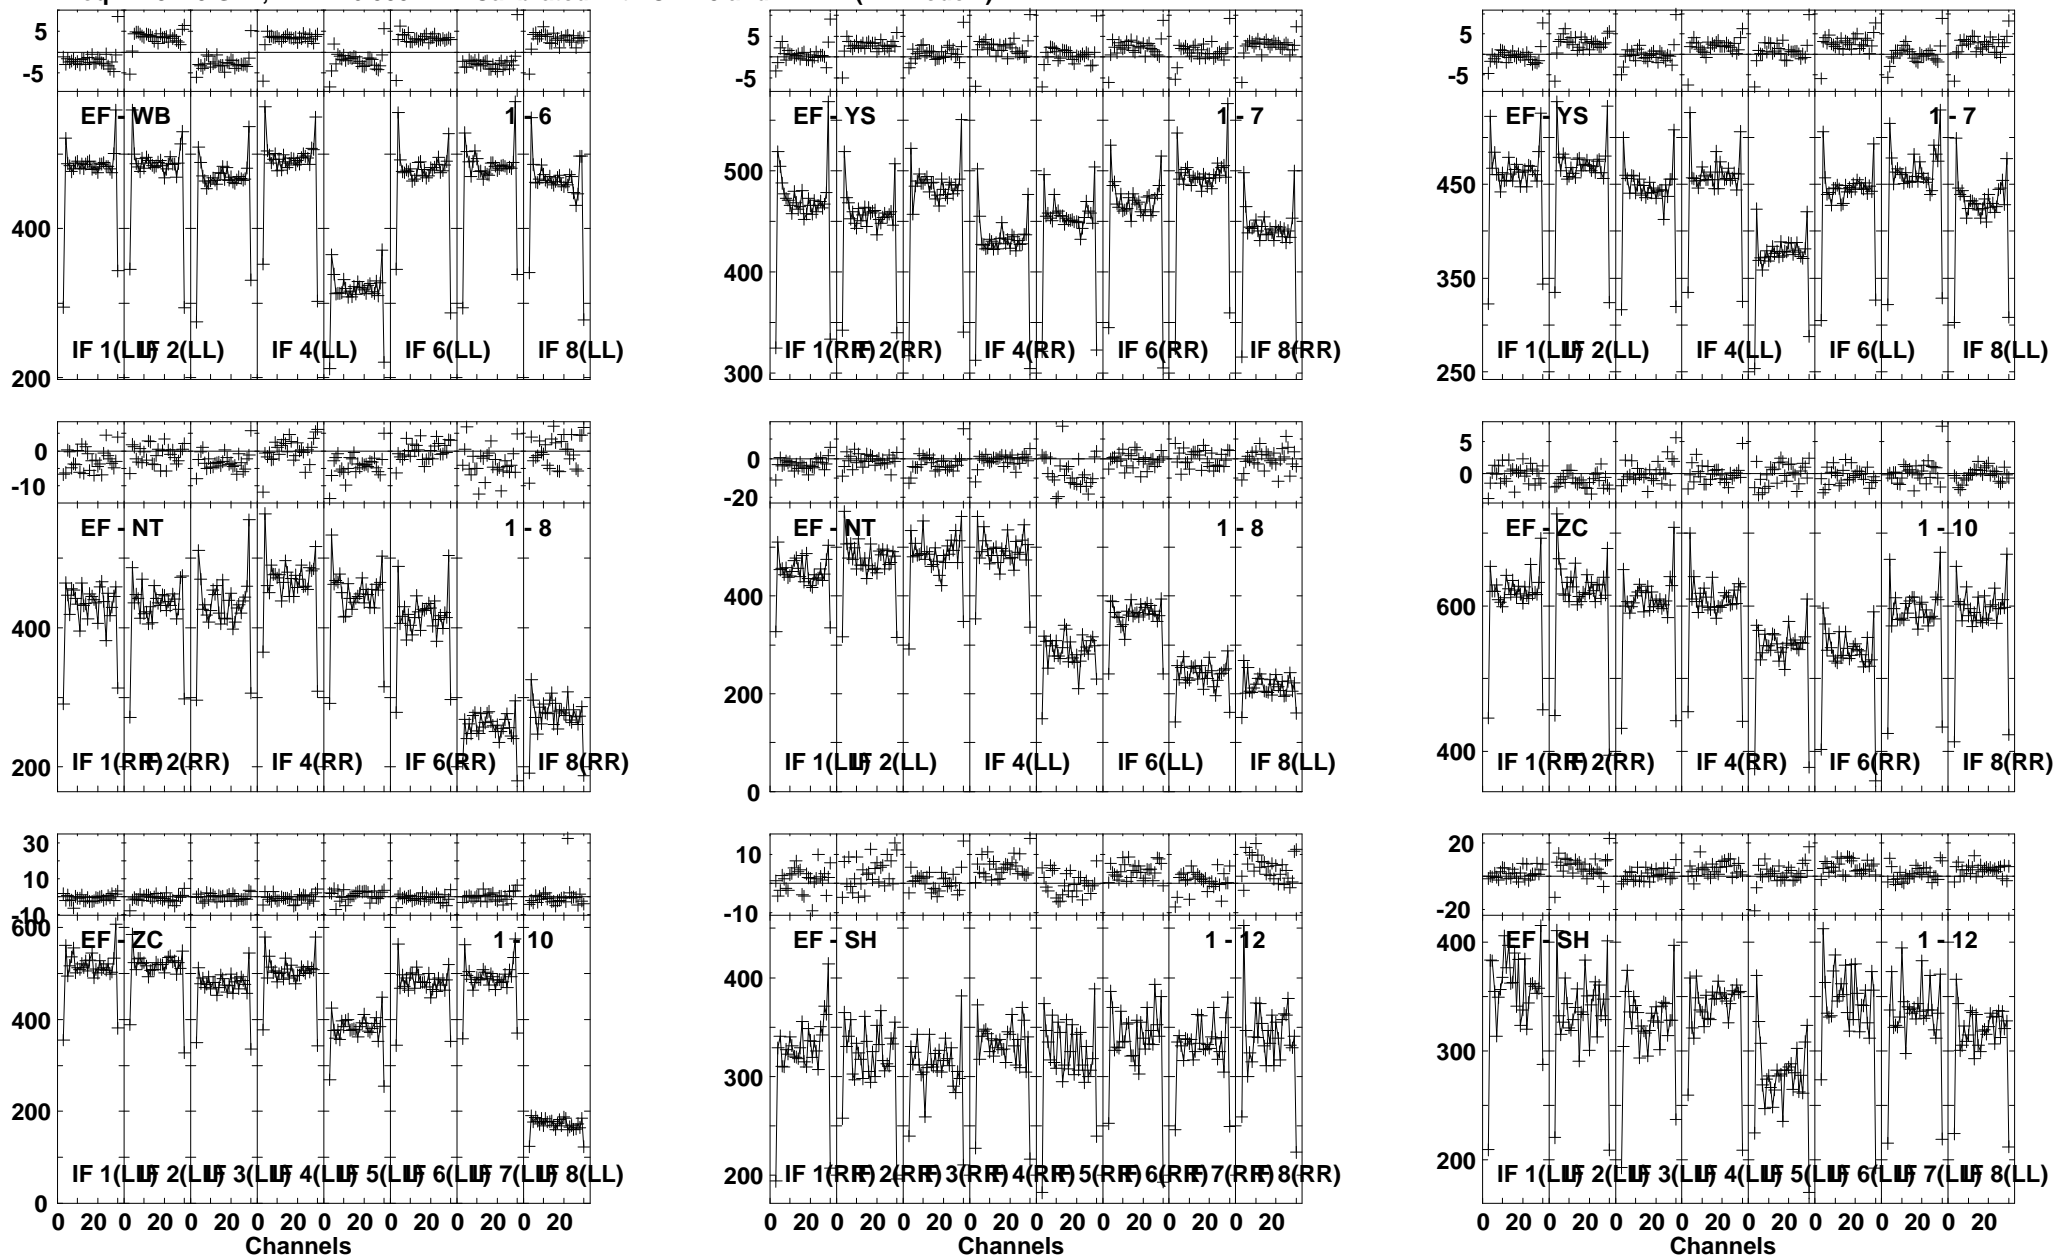 5
-5
EF - WB 1 - 6
400
200
IF 1(LL) IF 2(LL) IF 4(LL) IF 6(LL) IF 8(LL)
5
-5
EF - YS 1 - 7
500
400
300
IF 1(RR) IF 2(RR) IF 4(RR) IF 6(RR) IF 8(RR)
5
-5
EF - YS 1 - 7
450
350
250
IF 1(LL) IF 2(LL) IF 4(LL) IF 6(LL) IF 8(LL)
0
-10
EF - NT 1 - 8
400
200
IF 1(RR) IF 2(RR) IF 4(RR) IF 6(RR) IF 8(RR)
0
-20
EF - NT 1 - 8
400
200
0
IF 1(LL) IF 2(LL) IF 4(LL) IF 6(LL) IF 8(LL)
5
0
EF - ZC 1 - 10
600
400
IF 1(RR) IF 2(RR) IF 4(RR) IF 6(RR) IF 8(RR)
30
10
-10
EF - ZC 1 - 10
600
400
200
0
IF 1(LL) IF 2(LL) IF 3(LL) IF 4(LL) IF 5(LL) IF 6(LL) IF 7(LL) IF 8(LL)
0 20 0 20 0 20 0 20 0 20 0 20 0 20 0 20
Channels
10
-10
EF - SH 1 - 12
400
300
200
IF 1(RR) IF 2(RR) IF 3(RR) IF 4(RR) IF 5(RR) IF 6(RR) IF 7(RR) IF 8(RR)
0 20 0 20 0 20 0 20 0 20 0 20 0 20 0 20
Channels
20
-20
EF - SH 1 - 12
400
300
200
IF 1(LL) IF 2(LL) IF 3(LL) IF 4(LL) IF 5(LL) IF 6(LL) IF 7(LL) IF 8(LL)
0 20 0 20 0 20 0 20 0 20 0 20 0 20 0 20
Channels